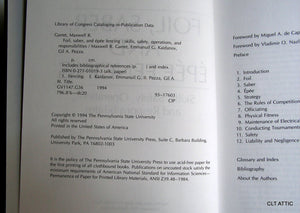 Library of Congress Cataloging-in-Publication Data
Garret, Maxwell R.
Foil, saber, and épée fencing : skills, safety, operations, and
responsibilities / Maxwell R. Garret, Emmanuil G. Kaidanov,
Gil A. Pezza.
p. cm.
Includes bibliographical references (p. ) and index.
ISBN 0-271-01019-3 (alk. paper)
1. Fencing. I. Kaidanov, Emmanuil G. II. Pezza, Gil A.
III. Title.
GV1147.G36 1994
796.8'6—dc20 93-17603
CIP
Copyright © 1994 The Pennsylvania State University
All rights reserved
Printed in the United States of America
Published by The Pennsylvania State University Press, Suite C, Barbara Building,
University Park, PA 16802-1003
It is the policy of The Pennsylvania State University Press to use acid-free paper for
the first printing of all clothbound books. Publications on uncoated stock satisfy the
minimum requirements of American National Standard for Information Sciences—
Permanence of Paper for Printed Library Materials, ANSI Z39.48–1984.
Foreword by Miguel A. de Cap
Foreword by Vladimir O. Nazl
Preface
1. Introduction
2. Foil
3. Saber
4. Épée
5. Strategy
6. The Rules of Competition
7. Officiating
8. Physical Fitness
9. Maintenance of Electrical
10. Conducting Tournaments
11. Safety
12. Liability and Negligence
Glossary and Index
Bibliography
About the Authors
CLT ATTIC